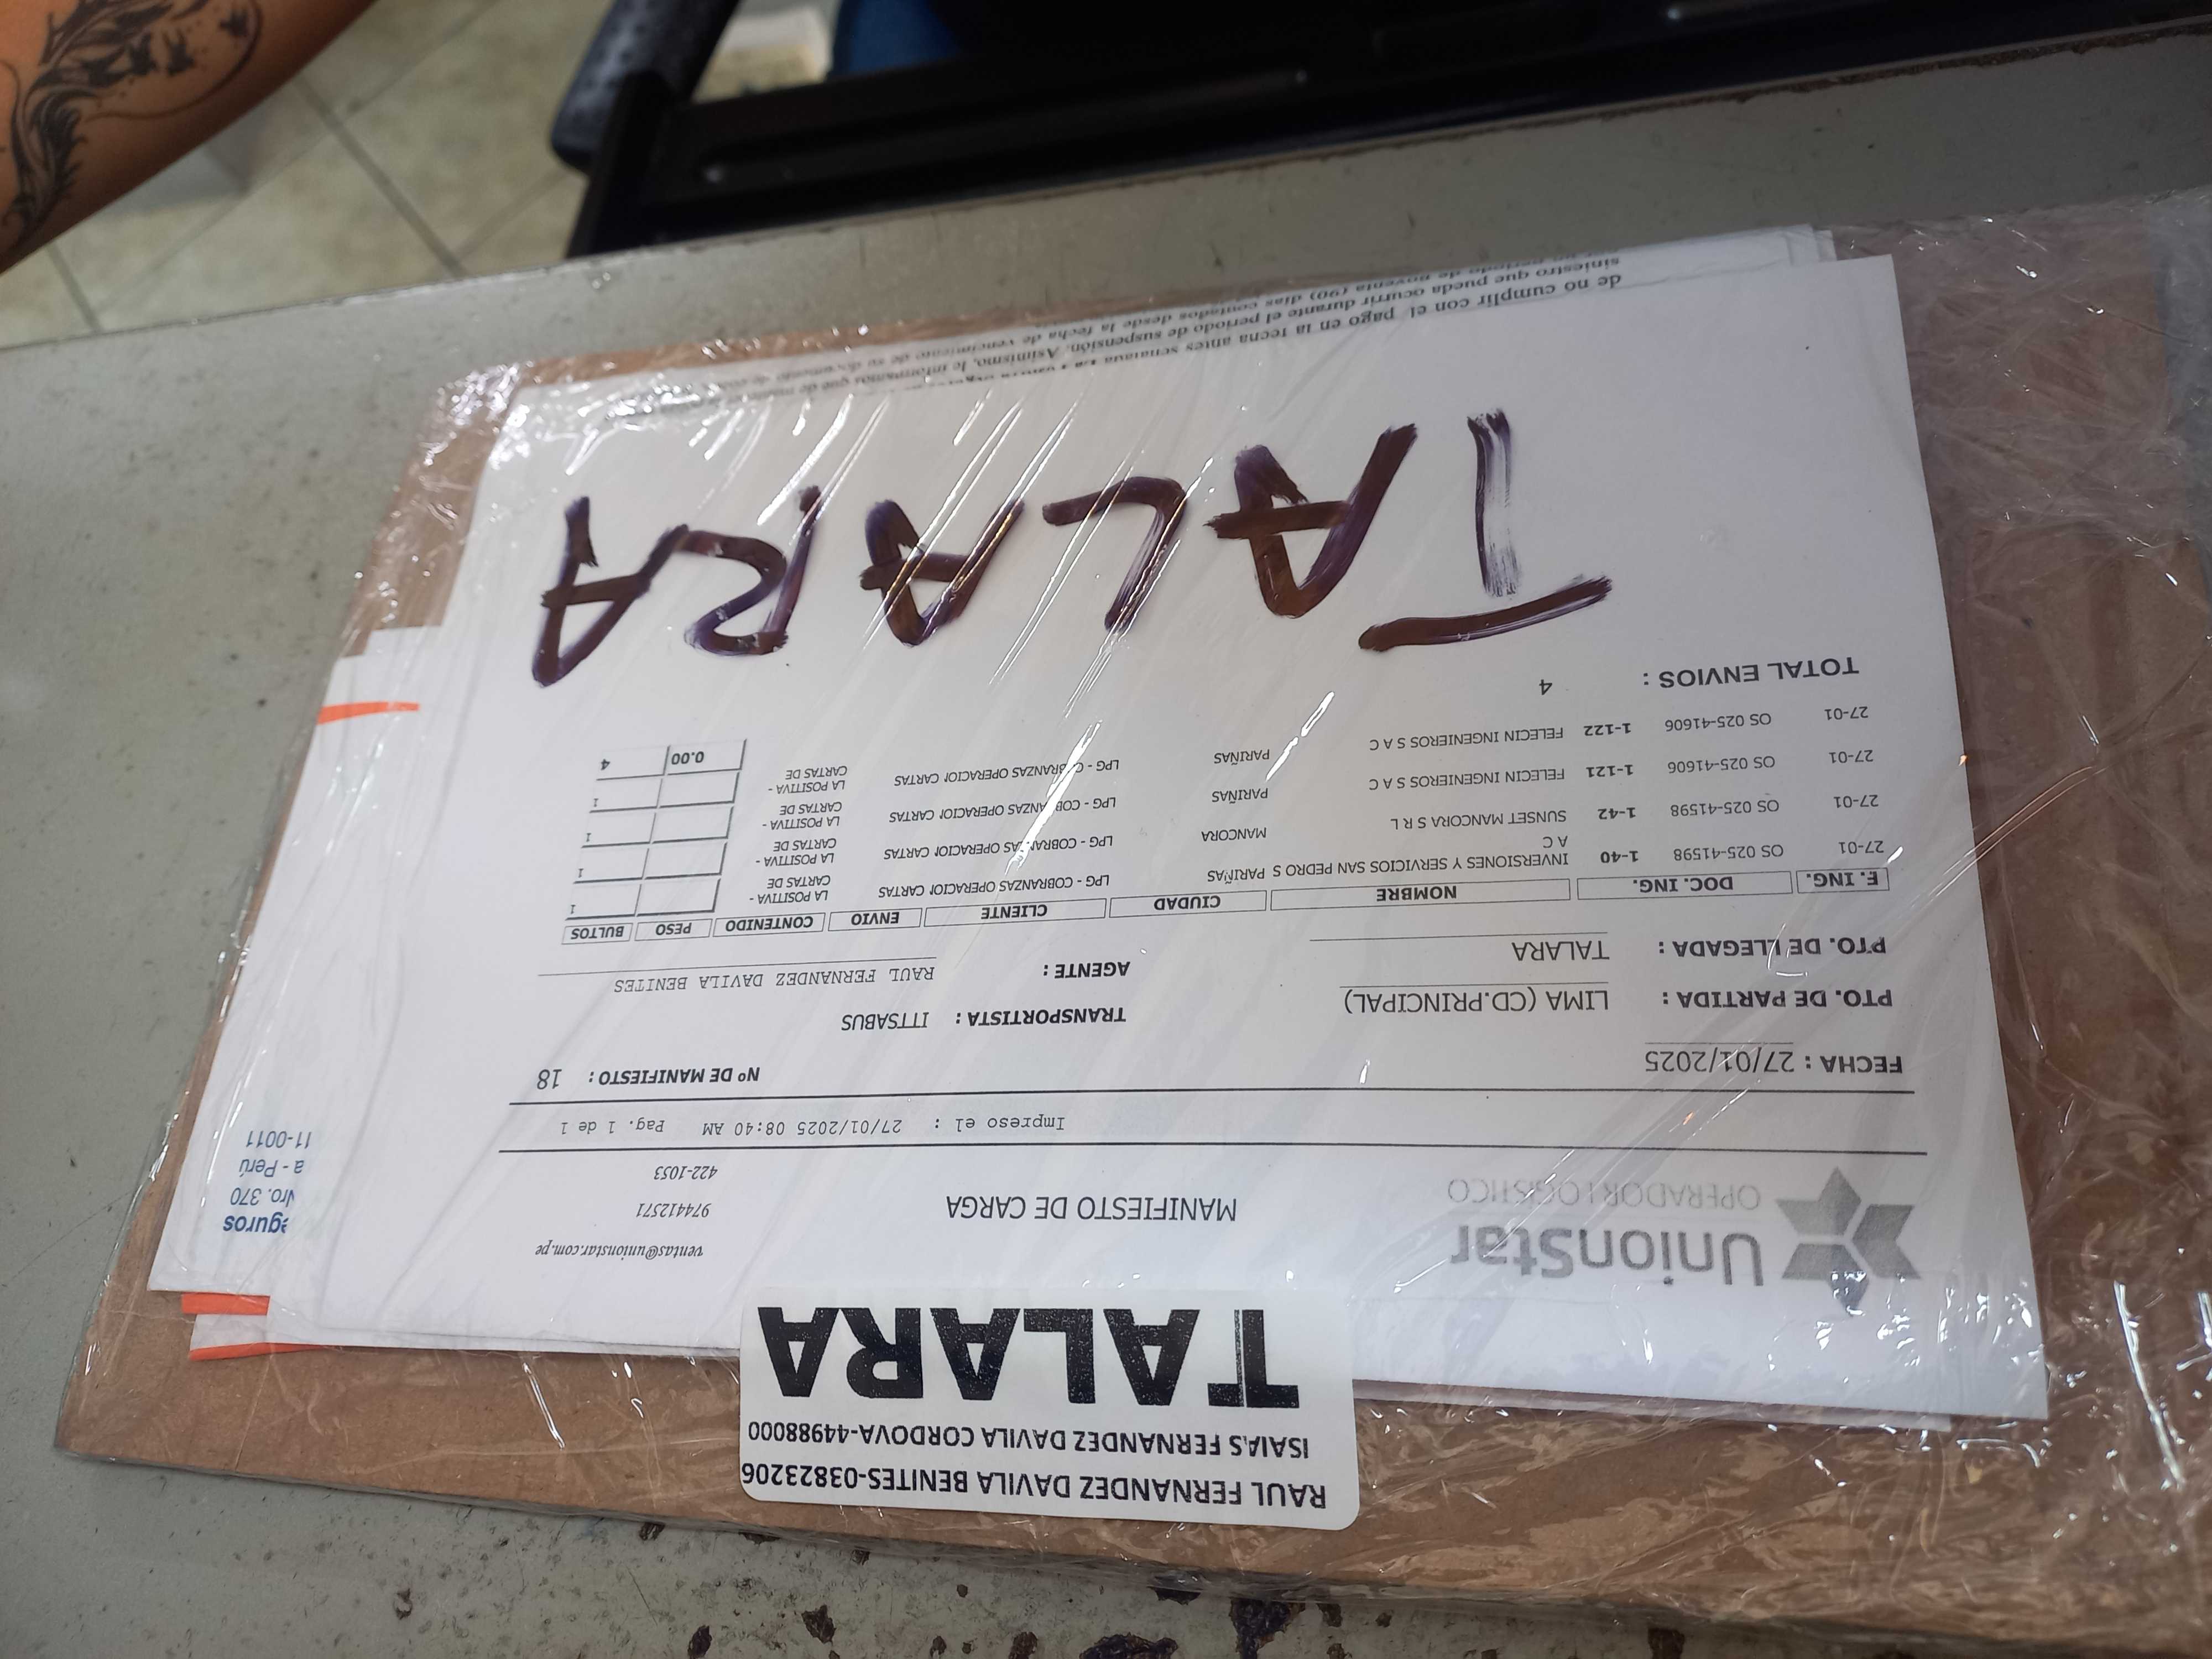 RAUL FERNANDEZ DAVILA BENITES-03823206
ISAIAS FERNANDEZ DAVILA CORDOVA-44988000
TALARA
UnionStar
OPERADOR LOGISTICO
MANIFIESTO DE CARGA
ventas@unionstar.com.pe
974412571
422-1053
Impreso el : 27/01/2025 08:40 AM Pag. 1 de 1
FECHA : 27/01/2025 Nº DE MANIFIESTO : 18
PTO. DE PARTIDA : LIMA (CD.PRINCIPAL) TRANSPORTISTA : ITTSABUS
PTO. DE LLEGADA : TALARA AGENTE : RAUL FERNANDEZ DAVILA BENITES
F. ING. DOC. ING. NOMBRE CIUDAD CLIENTE ENVIO CONTENIDO PESO BULTOS
27-01 OS 025-41598 1-40 INVERSIONES Y SERVICIOS SAN PEDRO S PARIÑAS LPG - COBRANZAS OPERACION CARTAS LA POSITIVA - 1
A C CARTAS DE
27-01 OS 025-41598 1-42 SUNSET MANCORA S R L MANCORA LPG - COBRANZAS OPERACION CARTAS LA POSITIVA - 1
CARTAS DE
27-01 OS 025-41606 1-121 FELECIN INGENIEROS S A C PARIÑAS LPG - COBRANZAS OPERACION CARTAS LA POSITIVA - 1
CARTAS DE
27-01 OS 025-41606 1-122 FELECIN INGENIEROS S A C PARIÑAS LPG - COBRANZAS OPERACION CARTAS LA POSITIVA - 1
CARTAS DE
TOTAL ENVIOS : 4 0.00 4
TALARA
eguros
Nro. 370
a - Perú
11-0011
semana antes
de no cumplir con el pago en la fecha
siniestro que pueda ocurrir durante el periodo de suspensión. Asimismo, le informamos que
periodo de noventa (90) días contados desde la fecha de vencimiento de su documento de